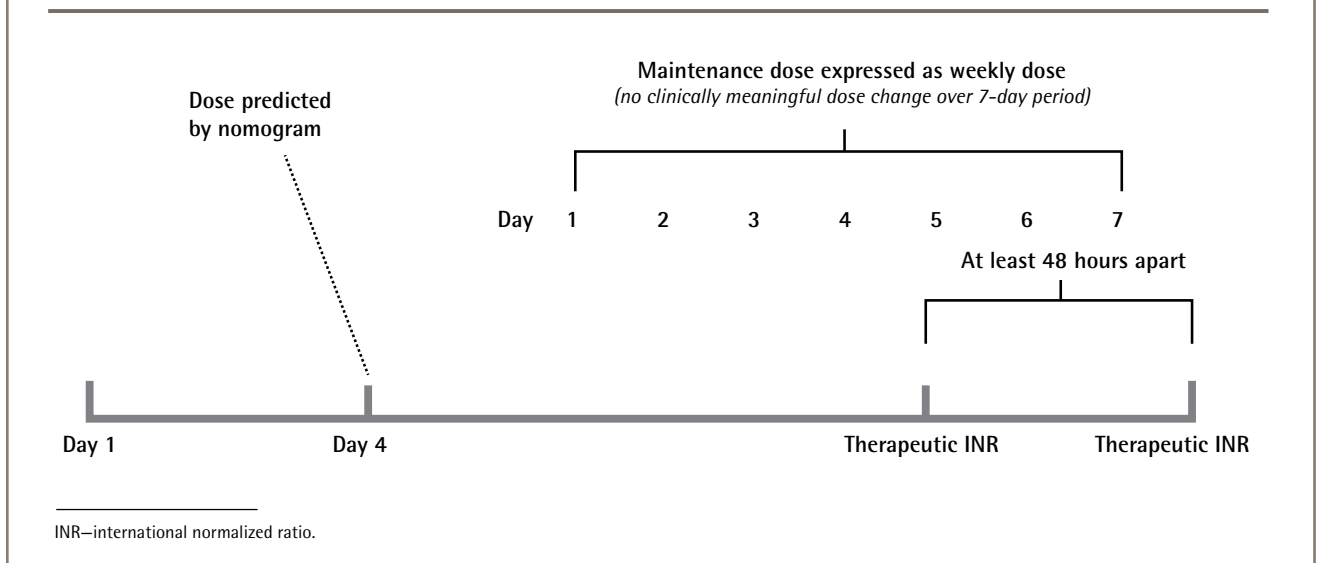 Maintenance dose expressed as weekly dose
(no clinically meaningful dose change over 7-day period)
Dose predicted
by nomogram
Day 1 2 3 4 5 6 7
At least 48 hours apart
Day 1 Day 4 Therapeutic INR Therapeutic INR
INR—international normalized ratio.